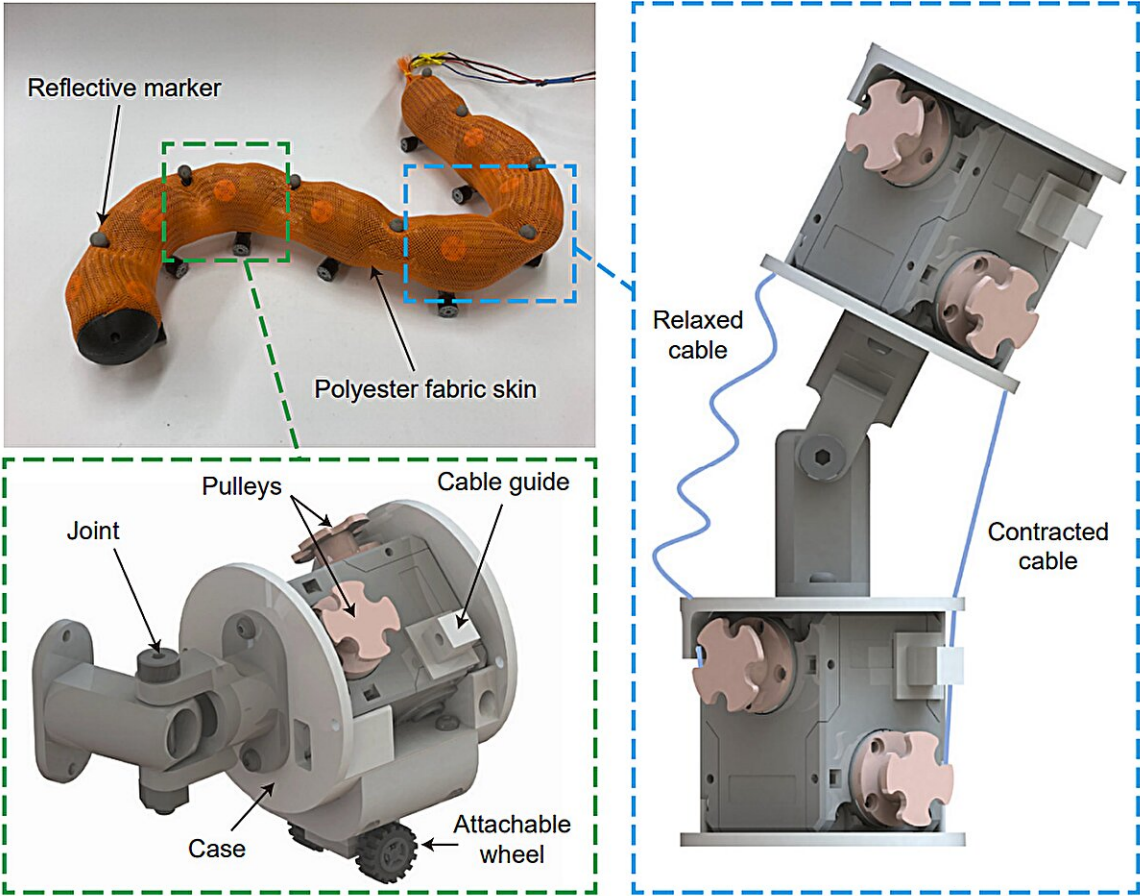 Reflective marker
Polyester fabric skin
Relaxed
cable
Contracted
cable
Pulleys
Cable guide
Joint
Case
Attachable
wheel